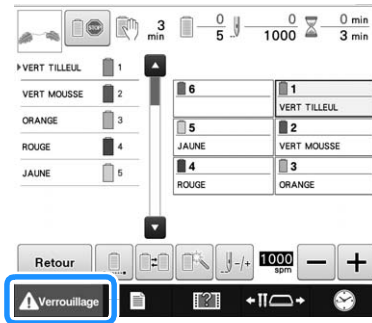 STOP
3 min
0 5
0 1000
0 min 3 min
VERT TILLEUL 1
VERT MOUSSE 2
ORANGE 3
ROUGE 4
JAUNE 5
6
1 VERT TILLEUL
5 JAUNE
2 VERT MOUSSE
4 ROUGE
3 ORANGE
Retour
-/+
1000 spm
− +
Verrouillage